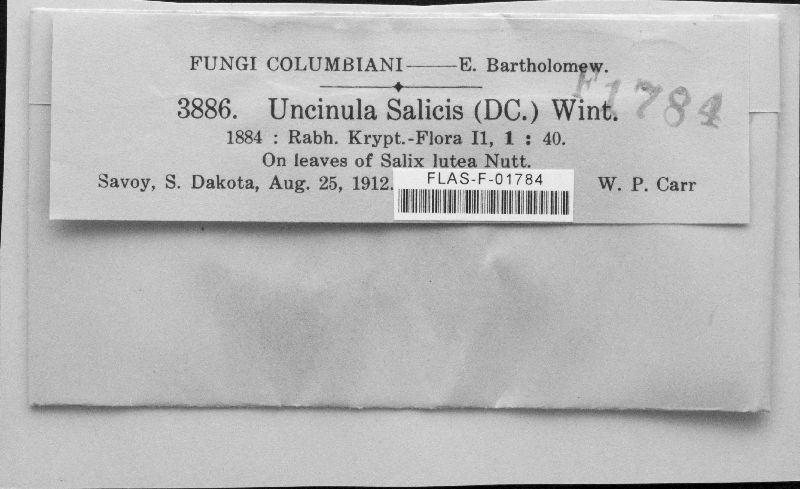 FUNGI COLUMBIANI——E. Bartholomew.
F1784
3886. Uncinula Salicis (DC.) Wint.
1884 : Rabh. Krypt.-Flora I1, 1 : 40.
On leaves of Salix lutea Nutt.
Savoy, S. Dakota, Aug. 25, 1912. W. P. Carr
FLAS-F-01784